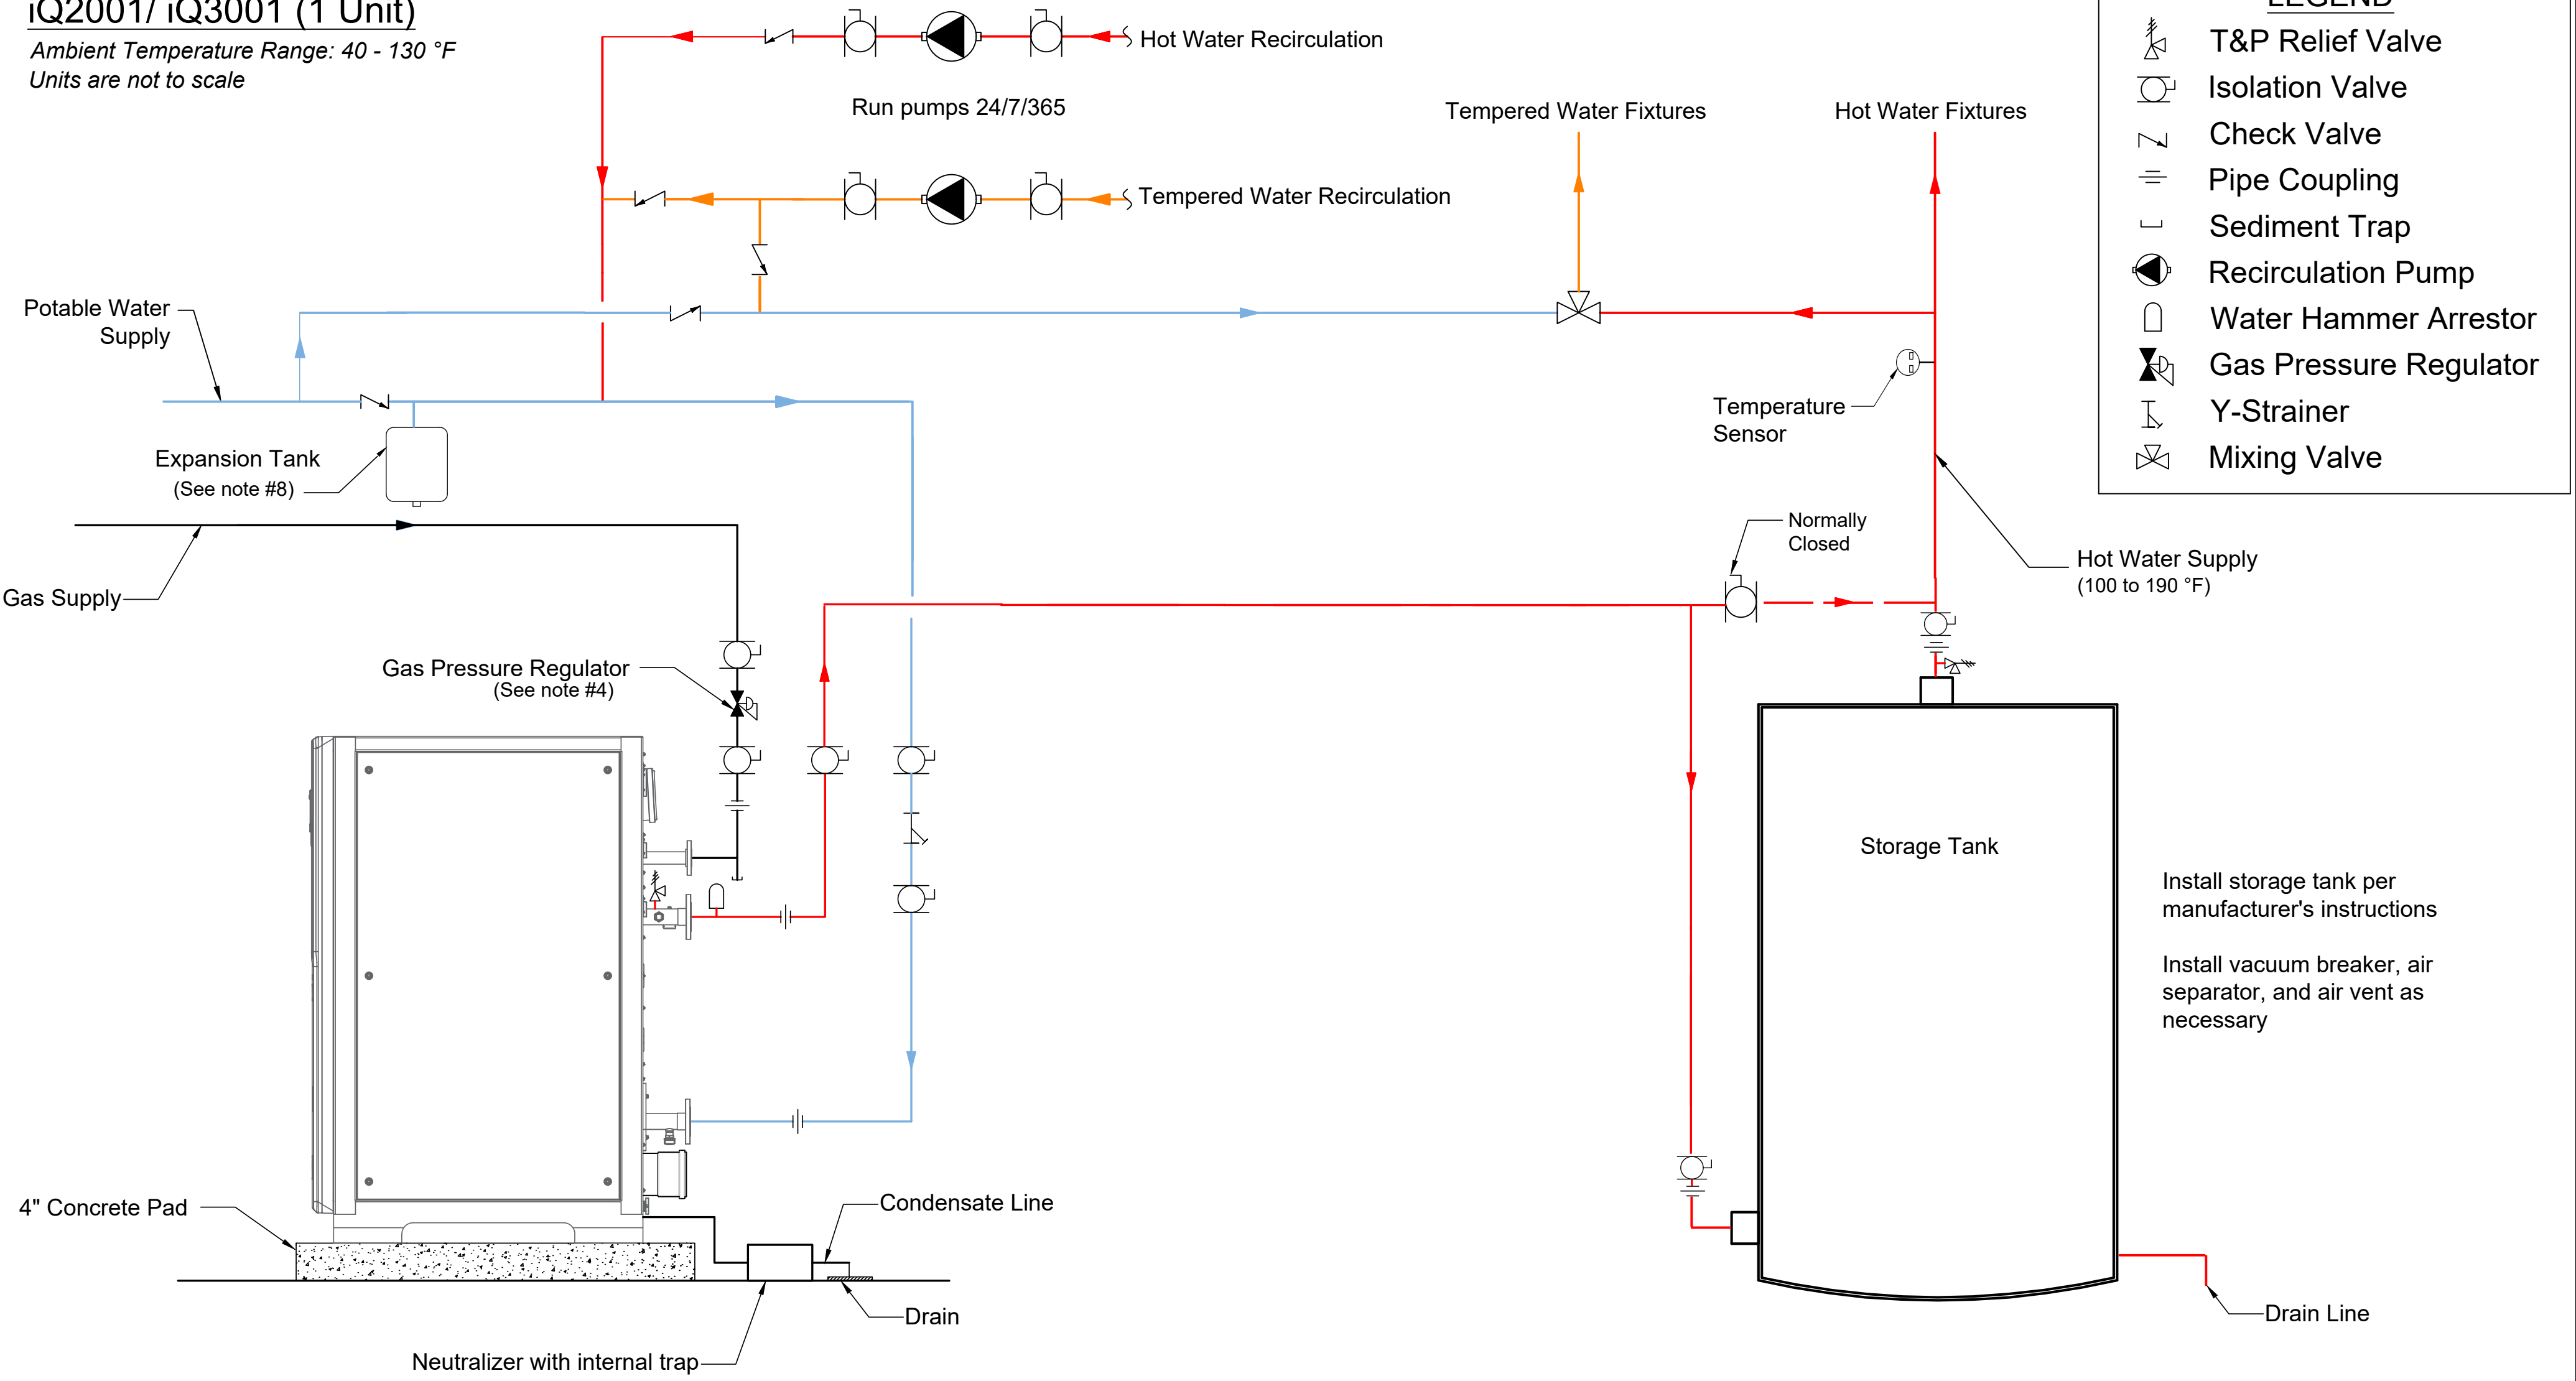 iQ2001/ iQ3001 (1 Unit)
Ambient Temperature Range: 40 - 130 °F
Units are not to scale
Hot Water Recirculation
Run pumps 24/7/365
Tempered Water Fixtures
Hot Water Fixtures
Tempered Water Recirculation
LEGEND
T&P Relief Valve
Isolation Valve
Check Valve
Pipe Coupling
Sediment Trap
Recirculation Pump
Water Hammer Arrestor
Gas Pressure Regulator
Y-Strainer
Mixing Valve
Potable Water
Supply
Temperature
Sensor
Expansion Tank
(See note #8)
Normally
Closed
Hot Water Supply
(100 to 190 °F)
Gas Supply
Gas Pressure Regulator
(See note #4)
Storage Tank
Install storage tank per
manufacturer's instructions
Install vacuum breaker, air
separator, and air vent as
necessary
4" Concrete Pad
Condensate Line
Drain
Drain Line
Neutralizer with internal trap